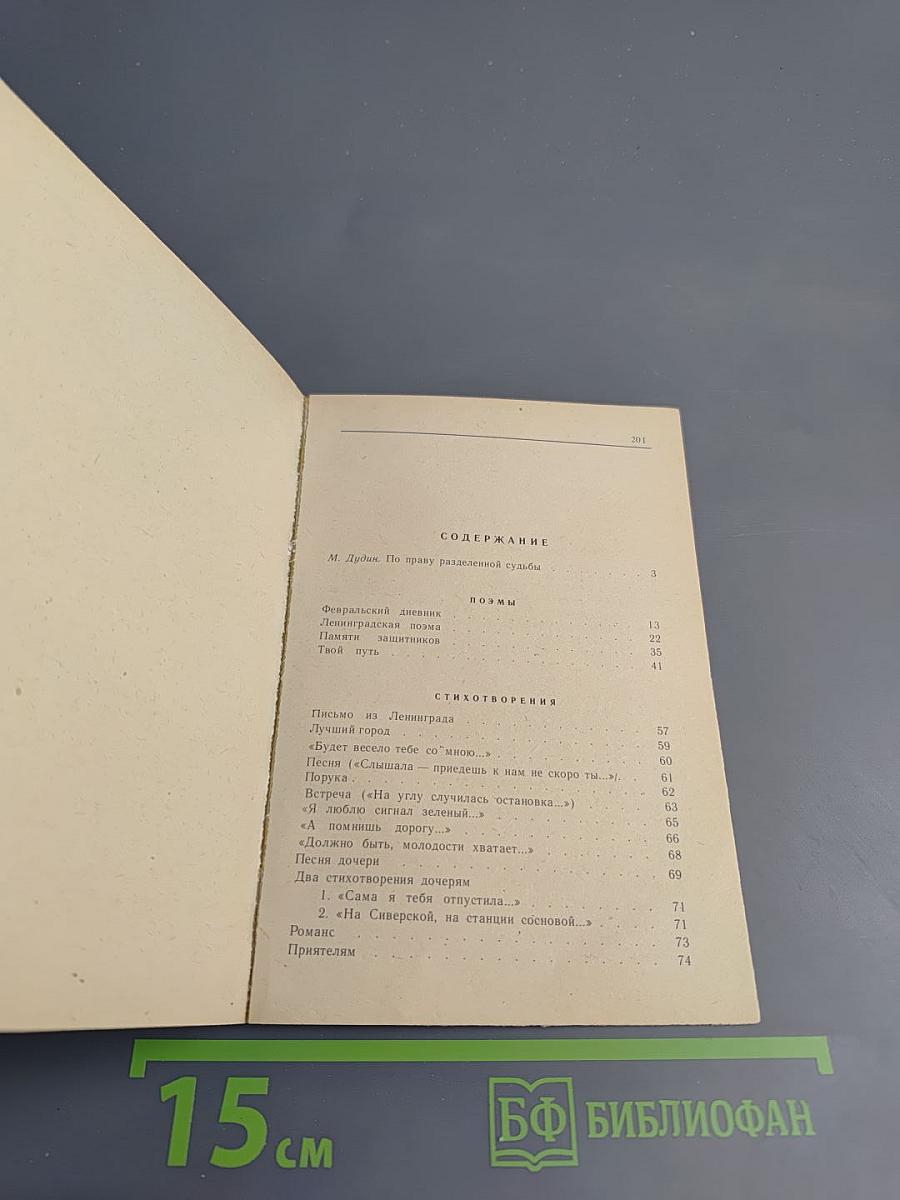 201
СОДЕРЖАНИЕ
М. Дудин. По праву разделенной судьбы . . . . . . . . 3
ПОЭМЫ
Февральский дневник . . . . . . . . 13
Ленинградская поэма . . . . . . . . 22
Памяти защитников . . . . . . . . 35
Твой путь . . . . . . . . 41
СТИХОТВОРЕНИЯ
Письмо из Ленинграда . . . . . . . . 57
Лучший город . . . . . . . . 59
«Будет весело тебе со мною...» . . . . . . . . 60
Песня («Слышала — приедешь к нам не скоро ты...») . . 61
Порука . . . . . . . . 62
Встреча («На углу случилась остановка...») . . . . 63
«Я люблю сигнал зеленый...» . . . . . . . . 65
«А помнишь дорогу...» . . . . . . . . 66
«Должно быть, молодости хватает...» . . . . . . . . 68
Песня дочери . . . . . . . . 69
Два стихотворения дочерям
1. «Сама я тебя отпустила...» . . . . . . . . 71
2. «На Сиверской, на станции сосновой...» . . . . 71
Романс . . . . . . . . 73
Приятелям . . . . . . . . 74
15 см
БФ БИБЛИОФАН